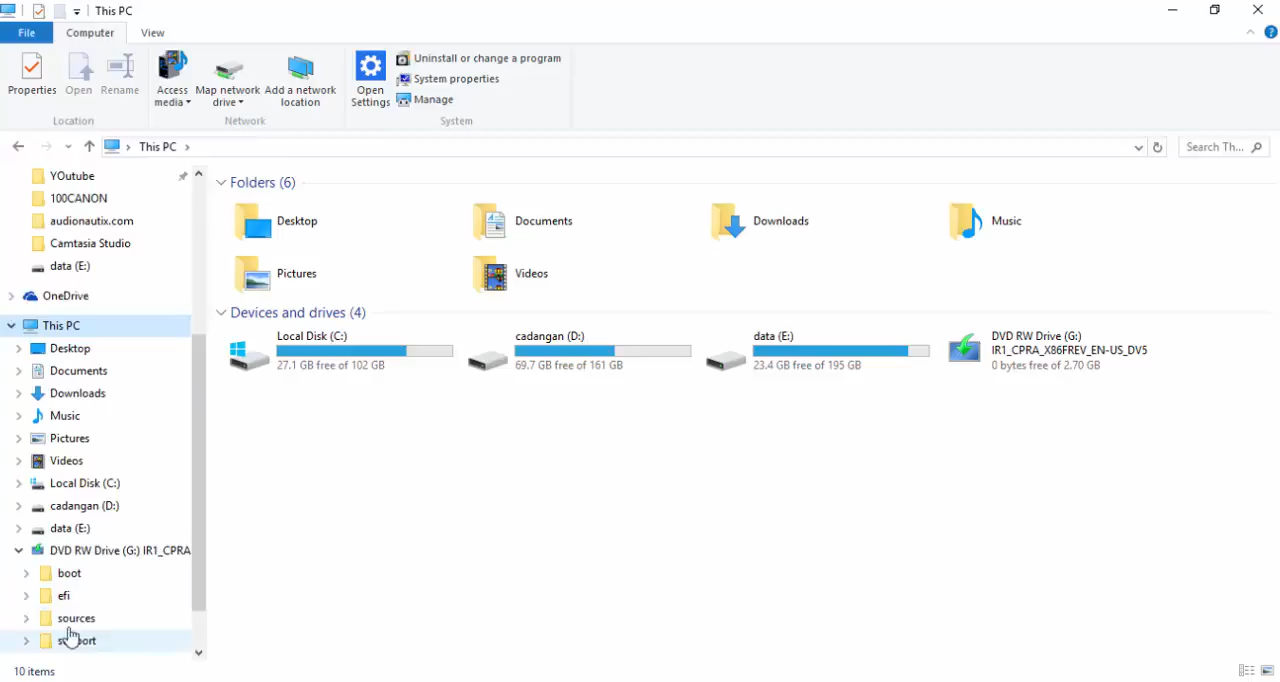 This PC
File
Computer
View
Properties
Open
Rename
Access media
Map network drive
Add a network location
Open Settings
Uninstall or change a program
System properties
Manage
Location
Network
System
This PC
Search Th...
YOutube
100CANON
audionautix.com
Camtasia Studio
data (E:)
OneDrive
This PC
Desktop
Documents
Downloads
Music
Pictures
Videos
Local Disk (C:)
cadangan (D:)
data (E:)
DVD RW Drive (G:) IR1_CPRA
boot
efi
sources
support
Folders (6)
Desktop
Documents
Downloads
Music
Pictures
Videos
Devices and drives (4)
Local Disk (C:)
27.1 GB free of 102 GB
cadangan (D:)
69.7 GB free of 161 GB
data (E:)
23.4 GB free of 195 GB
DVD RW Drive (G:)
IR1_CPRA_X86FREV_EN-US_DV5
0 bytes free of 2.70 GB
10 items